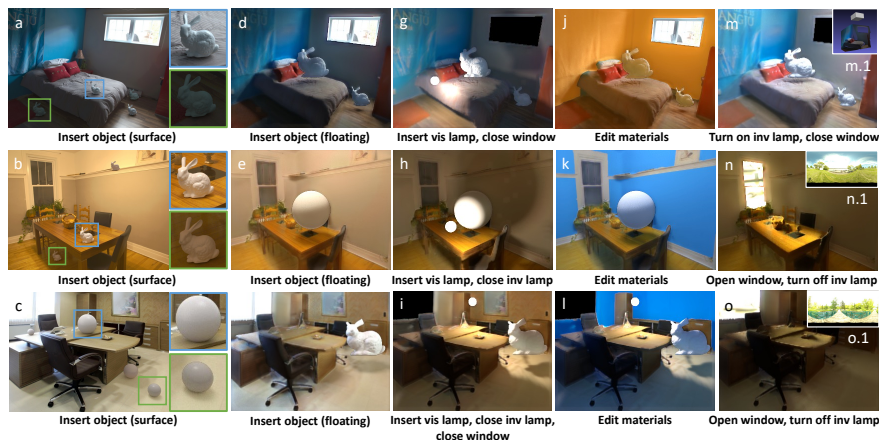 a
d
g
j
m
m.1
Insert object (surface)
Insert object (floating)
Insert vis lamp, close window
Edit materials
Turn on inv lamp, close window
b
e
h
k
n
n.1
Insert object (surface)
Insert object (floating)
Insert vis lamp, close inv lamp
Edit materials
Open window, turn off inv lamp
c
f
i
l
o
o.1
Insert object (surface)
Insert object (floating)
Insert vis lamp, close inv lamp,
close window
Edit materials
Open window, turn off inv lamp